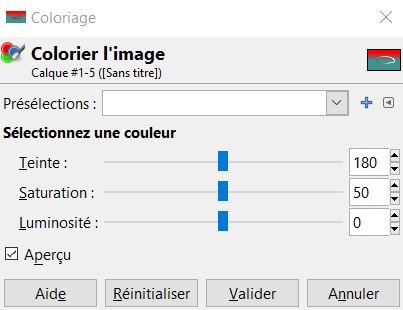 Coloriage
Colorier l'image
Calque #1-5 ([Sans titre])
Présélections :
Sélectionnez une couleur
Teinte : 180
Saturation : 50
Luminosité : 0
Aperçu
Aide Réinitialiser Valider Annuler